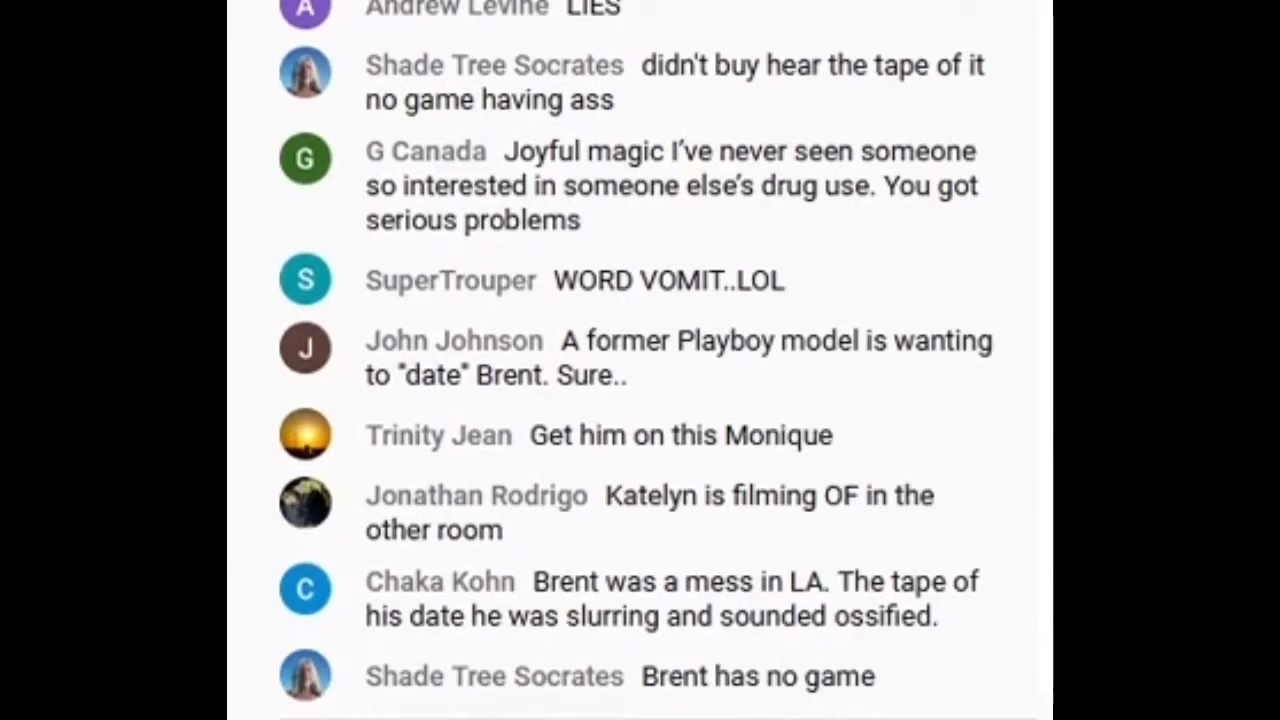 A Andrew Levine LIES
Shade Tree Socrates didn't buy hear the tape of it
no game having ass
G G Canada Joyful magic I've never seen someone
so interested in someone else's drug use. You got
serious problems
S SuperTrouper WORD VOMIT..LOL
J John Johnson A former Playboy model is wanting
to "date" Brent. Sure..
Trinity Jean Get him on this Monique
Jonathan Rodrigo Katelyn is filming OF in the
other room
C Chaka Kohn Brent was a mess in LA. The tape of
his date he was slurring and sounded ossified.
Shade Tree Socrates Brent has no game